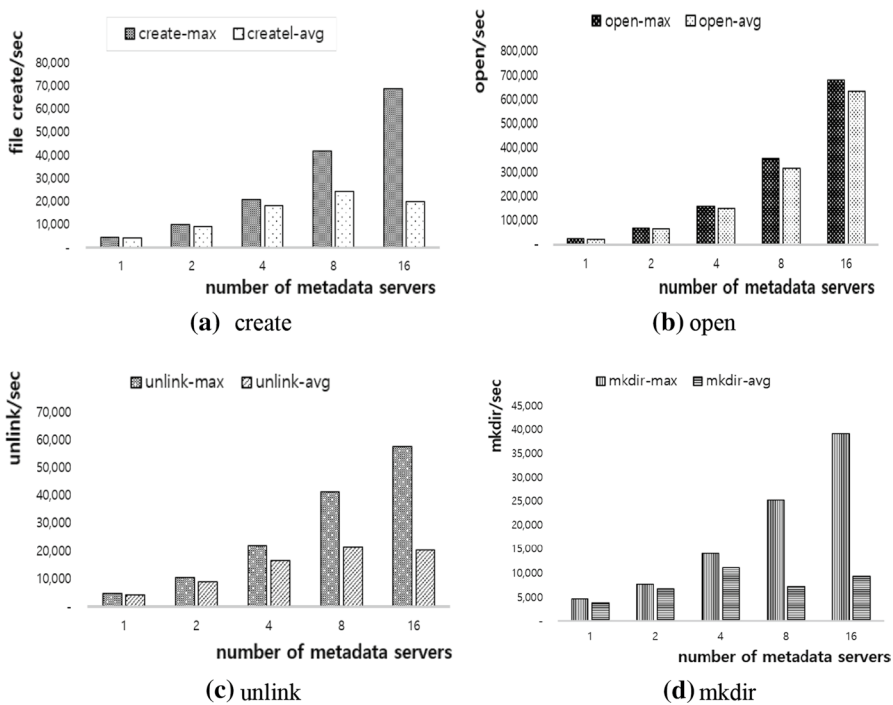 create-max createl-avg
file create/sec
80,000
70,000
60,000
50,000
40,000
30,000
20,000
10,000
-
1 2 4 8 16
number of metadata servers
(a) create
open-max open-avg
open/sec
800,000
700,000
600,000
500,000
400,000
300,000
200,000
100,000
-
1 2 4 8 16
number of metadata servers
(b) open
unlink-max unlink-avg
unlink/sec
70,000
60,000
50,000
40,000
30,000
20,000
10,000
-
1 2 4 8 16
number of metadata servers
(c) unlink
mkdir-max mkdir-avg
mkdir/sec
45,000
40,000
35,000
30,000
25,000
20,000
15,000
10,000
5,000
-
1 2 4 8 16
number of metadata servers
(d) mkdir